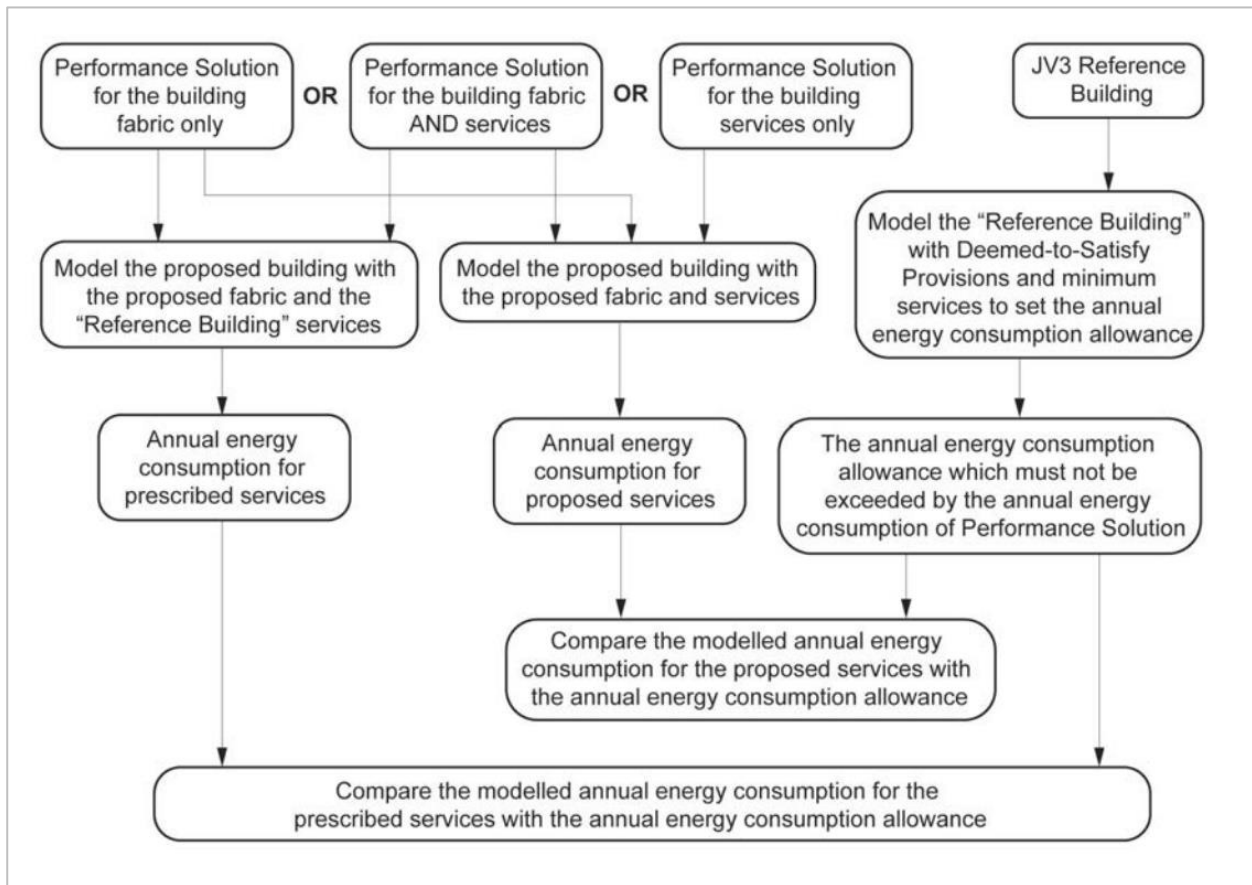 Performance Solution
for the building
fabric only
OR
Performance Solution
for the building fabric
AND services
OR
Performance Solution
for the building
services only
JV3 Reference
Building
Model the proposed building with
the proposed fabric and the
“Reference Building” services
Model the proposed building with
the proposed fabric and services
Model the “Reference Building”
with Deemed-to-Satisfy
Provisions and minimum
services to set the annual
energy consumption allowance
Annual energy
consumption for
prescribed services
Annual energy
consumption for
proposed services
The annual energy consumption
allowance which must not be
exceeded by the annual energy
consumption of Performance Solution
Compare the modelled annual energy
consumption for the proposed services with
the annual energy consumption allowance
Compare the modelled annual energy consumption for the
prescribed services with the annual energy consumption allowance